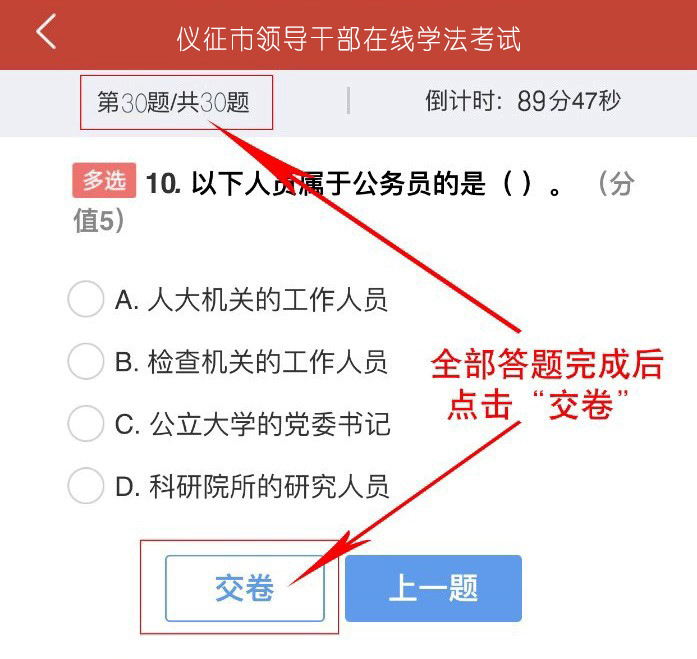 仪征市领导干部在线学法考试
第30题/共30题 倒计时: 89分47秒
多选 10. 以下人员属于公务员的是（ ）。 （分
值5）
A. 人大机关的工作人员
B. 检查机关的工作人员
C. 公立大学的党委书记
D. 科研院所的研究人员
全部答题完成后
点击“交卷”
交卷 上一题